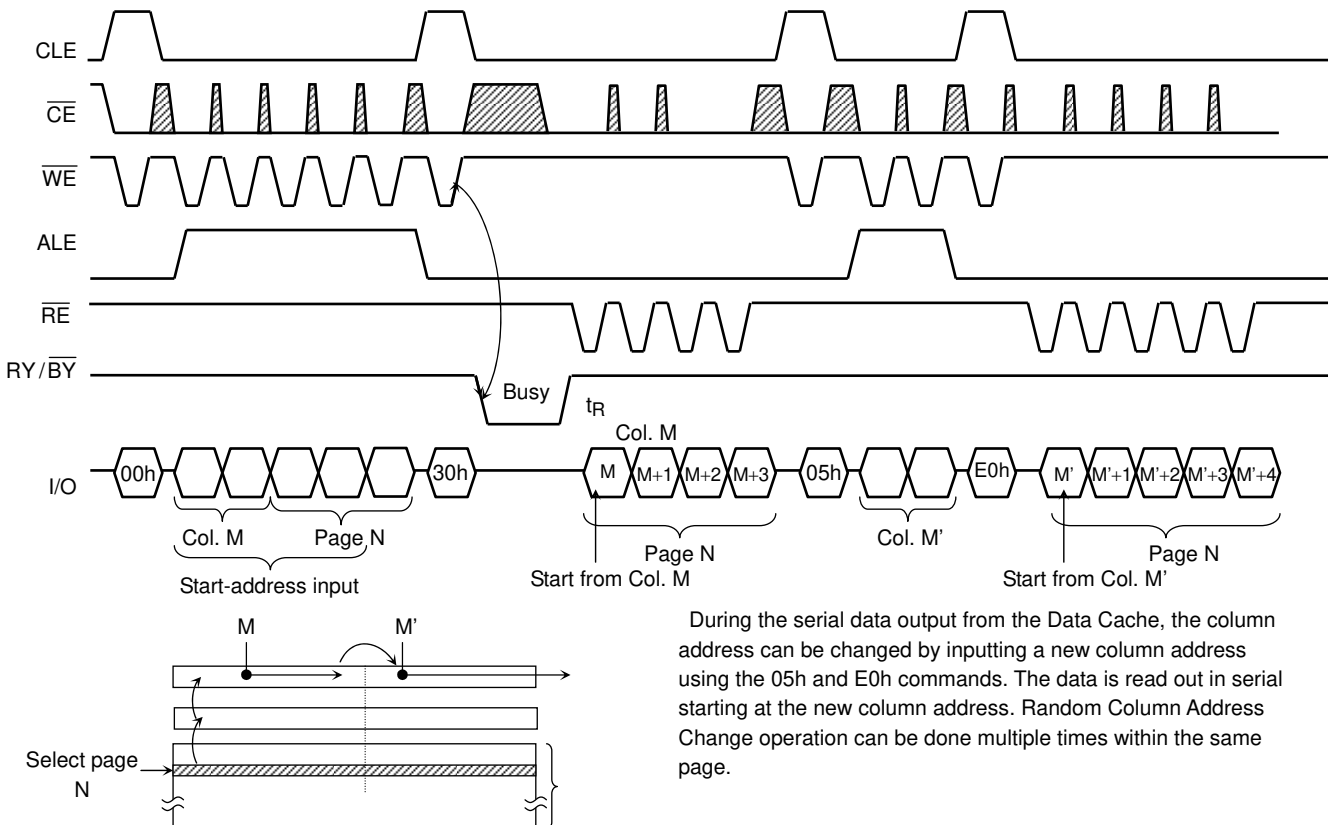 CLE
CE
WE
ALE
RE
RY/BY
Busy
tR
Col. M
I/O
00h
30h
M M+1 M+2 M+3
05h
E0h
M' M'+1 M'+2 M'+3 M'+4
Col. M
Page N
Start-address input
Page N
Start from Col. M
Col. M'
Page N
Start from Col. M'
M
M'
Select page
N
During the serial data output from the Data Cache, the column
address can be changed by inputting a new column address
using the 05h and E0h commands. The data is read out in serial
starting at the new column address. Random Column Address
Change operation can be done multiple times within the same
page.